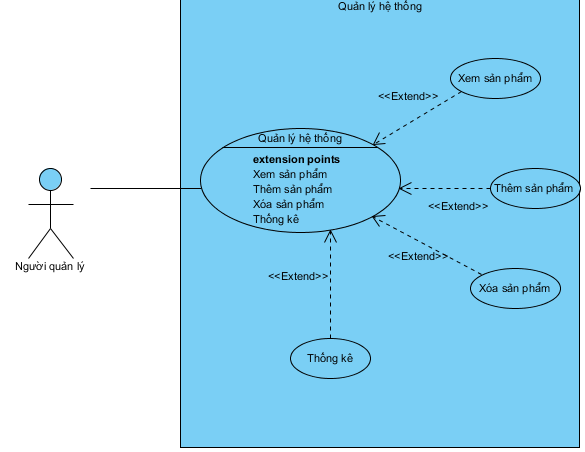 Quản lý hệ thống
Xem sản phẩm
<<Extend>>
Quản lý hệ thống
extension points
Xem sản phẩm
Thêm sản phẩm
Xóa sản phẩm
Thống kê
Thêm sản phẩm
<<Extend>>
<<Extend>>
Người quản lý
<<Extend>>
Xóa sản phẩm
Thống kê